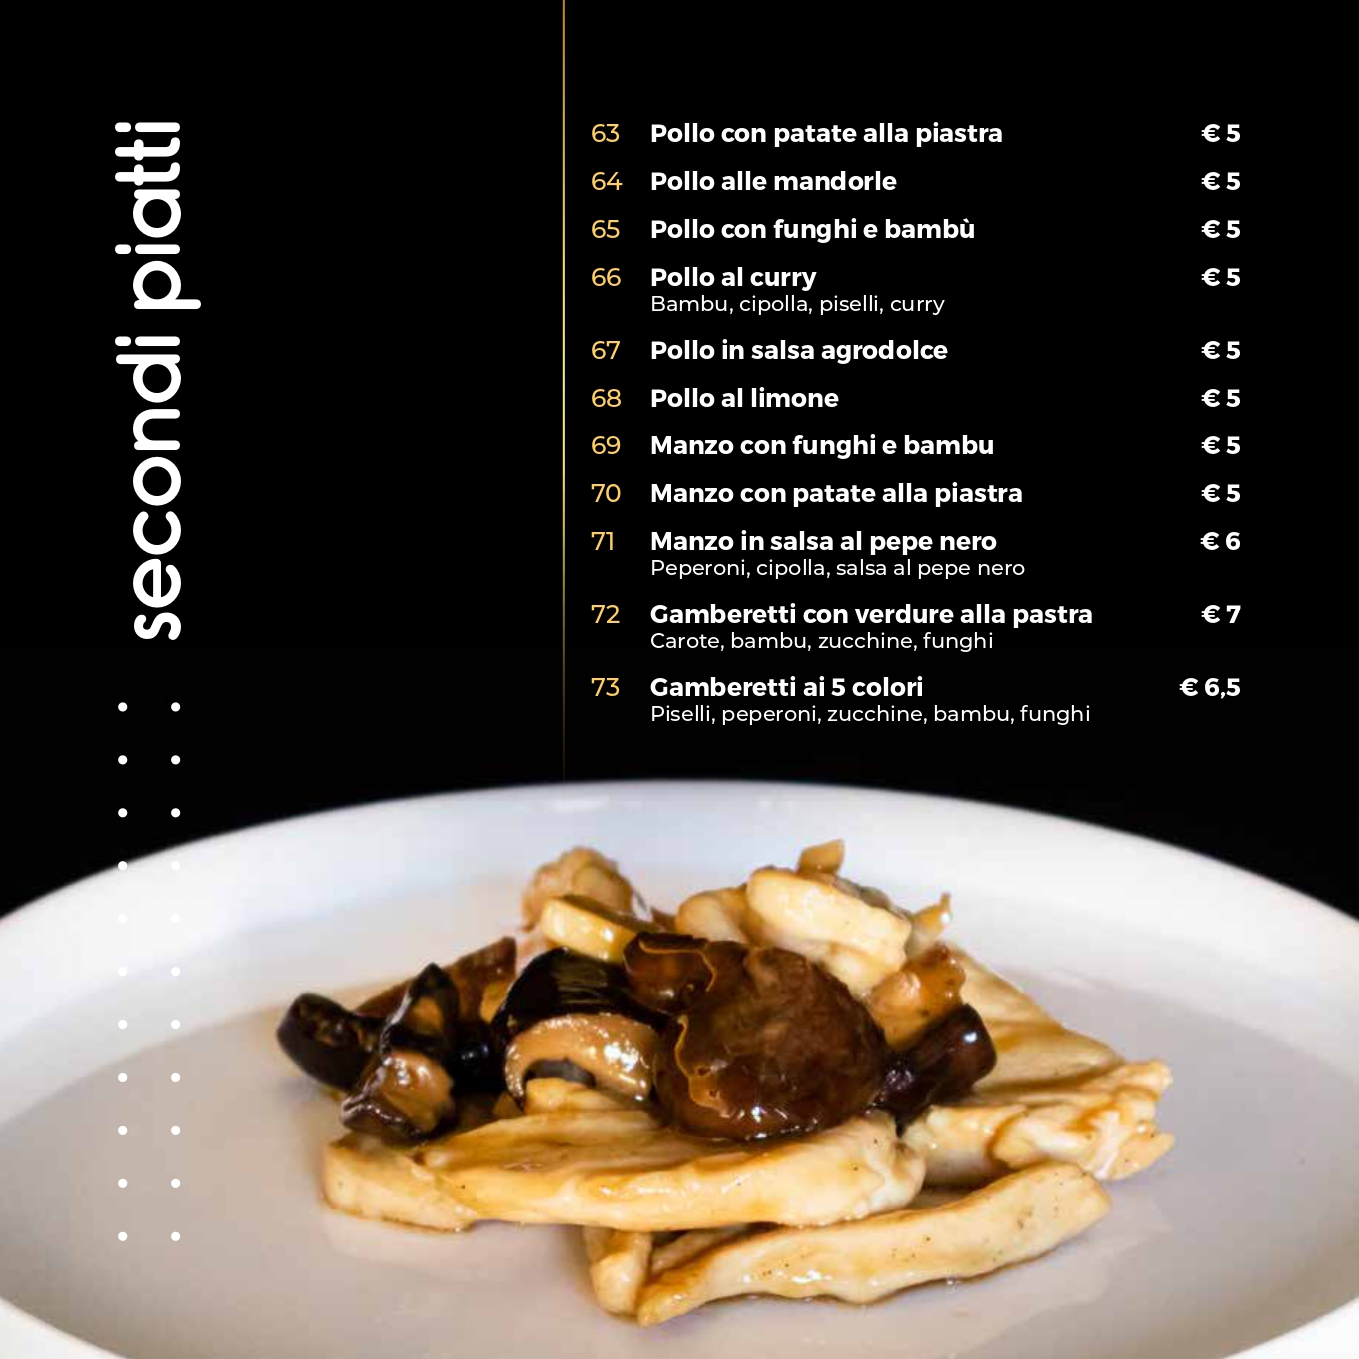 secondi piatti
63 Pollo con patate alla piastra € 5
64 Pollo alle mandorle € 5
65 Pollo con funghi e bambù € 5
66 Pollo al curry € 5
Bambu, cipolla, piselli, curry
67 Pollo in salsa agrodolce € 5
68 Pollo al limone € 5
69 Manzo con funghi e bambu € 5
70 Manzo con patate alla piastra € 5
71 Manzo in salsa al pepe nero € 6
Peperoni, cipolla, salsa al pepe nero
72 Gamberetti con verdure alla pastra € 7
Carote, bambu, zucchine, funghi
73 Gamberetti ai 5 colori € 6,5
Piselli, peperoni, zucchine, bambu, funghi